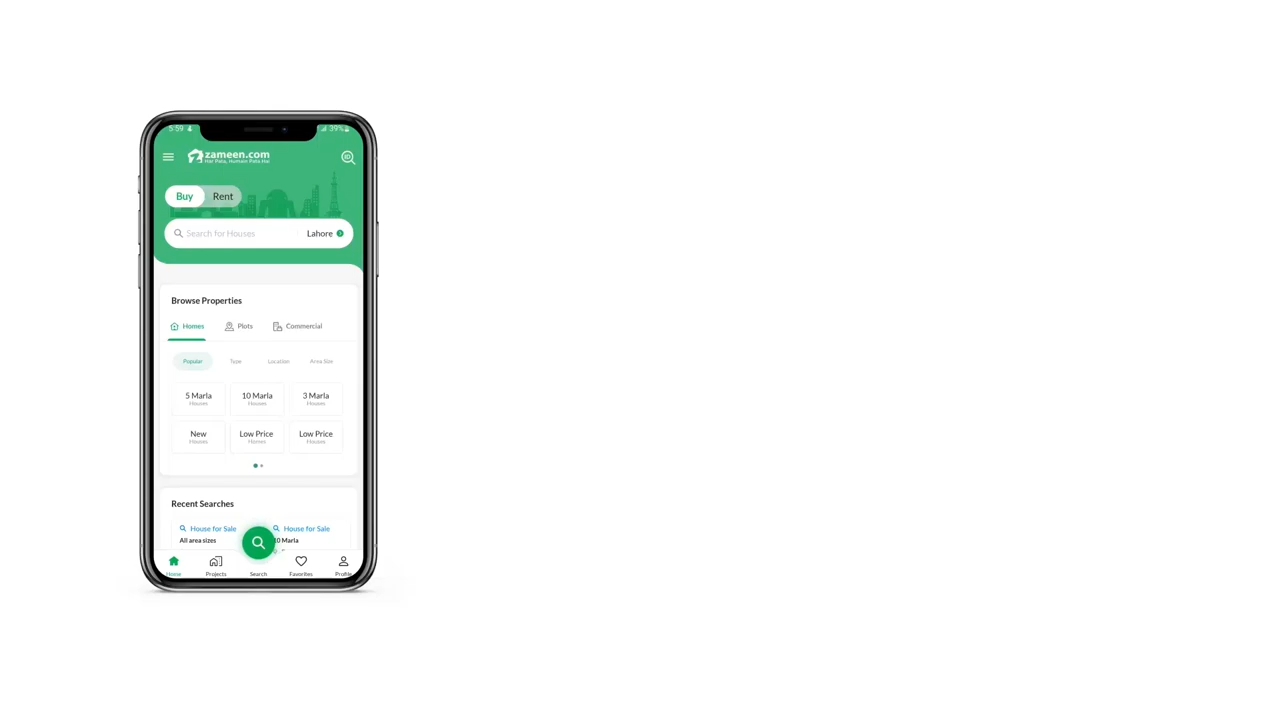 5:59 39%
zameen.com
Har Pata, Humain Pata Hai
ID
Buy Rent
Search for Houses Lahore
Browse Properties
Homes Plots Commercial
Popular Type Location Area Size
5 Marla 10 Marla 3 Marla
Houses Houses Houses
New Low Price Low Price
Houses Homes Houses
Recent Searches
House for Sale House for Sale
All area sizes 10 Marla
Home Projects Search Favorites Profile